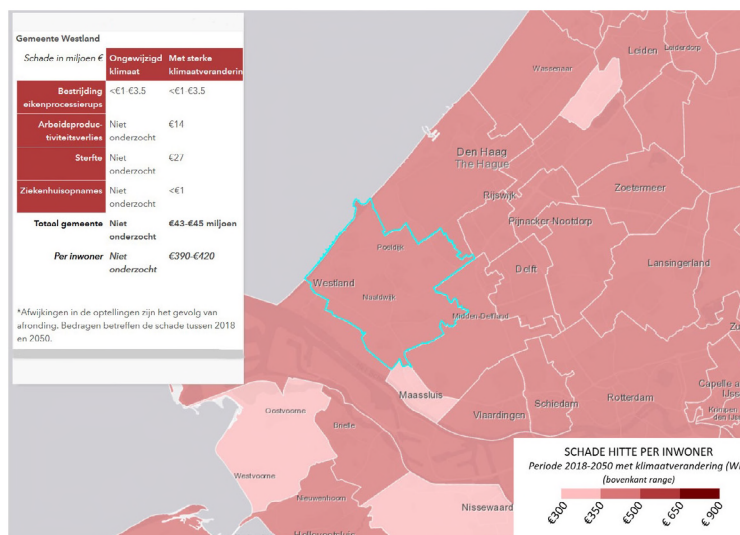 Gemeente Westland
Schade in miljoen €
Ongewijzigd klimaat
Met sterke klimaatveranderin
Bestrijding eikenprocessierups
<€1-€3.5
<€1-€3.5
Arbeidsproduc-tiviteitsverlies
Niet onderzocht
€14
Sterfte
Niet onderzocht
€27
Ziekenhuisopnames
Niet onderzocht
<€1
Totaal gemeente
Niet onderzocht
€43-€45 miljoen
Per inwoner
Niet onderzocht
€390-€420
*Afwijkingen in de optellingen zijn het gevolg van
afronding. Bedragen betreffen de schade tussen 2018
en 2050.
Leiden
Leiderdorp
Wassenaar
Den Haag
The Hague
Zoetermeer
Rijswijk
Pijnacker Nootdorp
Poeldijk
Lansingerland
Delft
Westland
Naaldwijk
Midden-Delfland
Maassluis
Capelle a
IJss
Schiedam
Rotterdam
Vlaardingen
Oostvoorne
Brielle
Westvoorne
Nieuwenhoorn
Nissewaard
Hellevoetsluis
SCHADE HITTE PER INWONER
Periode 2018-2050 met klimaatverandering (W
(bovenkant range)
€300
€350
€500
€ 650
€ 900